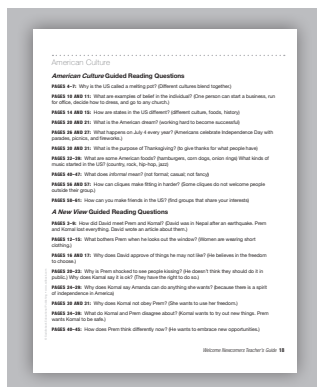 American Culture
American Culture Guided Reading Questions
PAGES 4–7: Why is the US called a melting pot? (Different cultures blend together.)
PAGES 10 AND 11: What are examples of belief in the individual? (One person can start a business, run
for office, decide how to dress, and go to any church.)
PAGES 14 AND 15: How are states in the US different? (different culture, foods, history)
PAGES 20 AND 21: What is the American dream? (working hard to become successful)
PAGES 26 AND 27: What happens on July 4 every year? (Americans celebrate Independence Day with
parades, picnics, and fireworks.)
PAGES 30 AND 31: What is the purpose of Thanksgiving? (to give thanks for what people have)
PAGES 32–39: What are some American foods? (hamburgers, corn dogs, onion rings) What kinds of
music started in the US? (country, rock, hip-hop, jazz)
PAGES 40–47: What does informal mean? (not formal; casual; not fancy)
PAGES 56 AND 57: How can cliques make fitting in harder? (Some cliques do not welcome people
outside their group.)
PAGES 58–61: How can you make friends in the US? (find groups that share your interests)
A New View Guided Reading Questions
PAGES 3–9: How did David meet Prem and Komal? (David was in Nepal after an earthquake. Prem
and Komal lost everything. David wrote an article about them.)
PAGES 12–15: What bothers Prem when he looks out the window? (Women are wearing short
clothing.)
PAGES 16 AND 17: Why does David approve of things he may not like? (He believes in the freedom
to choose.)
PAGES 20–23: Why is Prem shocked to see people kissing? (He doesn't think they should do it in
public.) Why does Komal say it is ok? (They have the right to do so.)
PAGES 24–29: Why does Komal say Amanda can do anything she wants? (because there is a spirit
of independence in America)
PAGES 30 AND 31: Why does Komal not obey Prem? (She wants to use her freedom.)
PAGES 34–39: What do Komal and Prem disagree about? (Komal wants to try out new things. Prem
wants Komal to be safe.)
PAGES 40–45: How does Prem think differently now? (He wants to embrace new opportunities.)
Welcome Newcomers Teacher's Guide 18